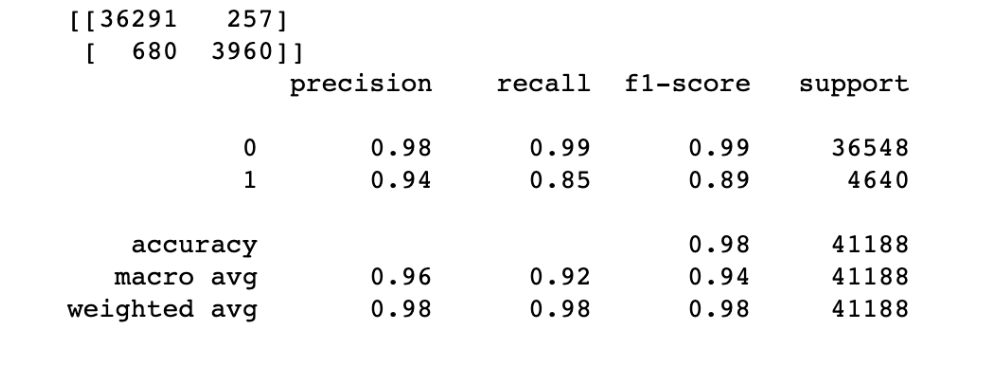 [[36291   257]
 [  680  3960]]
              precision    recall  f1-score   support

           0       0.98      0.99      0.99     36548
           1       0.94      0.85      0.89      4640

    accuracy                           0.98     41188
   macro avg       0.96      0.92      0.94     41188
weighted avg       0.98      0.98      0.98     41188